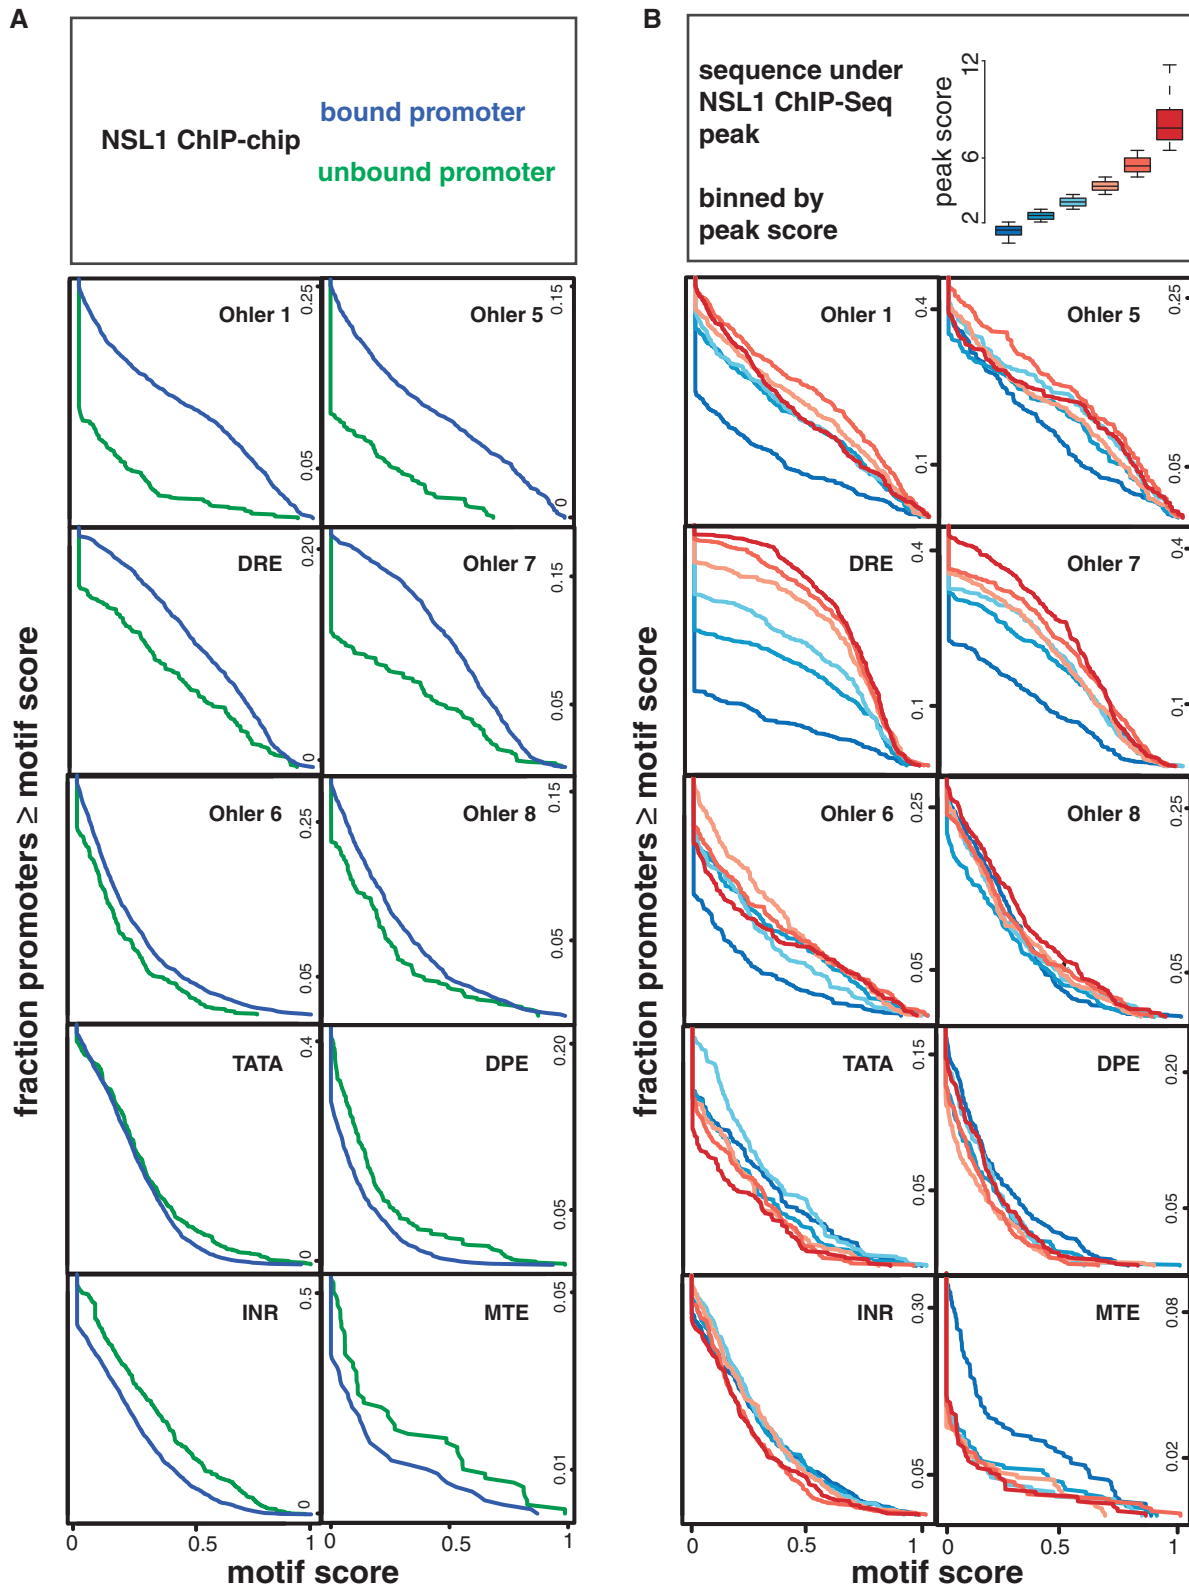 A
NSL1 ChIP-chip
bound promoter
unbound promoter
fraction promoters ≥ motif score
Ohler 1
0.25
0.05
Ohler 5
0.15
0
DRE
0.20
0
Ohler 7
0.15
0.05
Ohler 6
0.25
0.05
Ohler 8
0.15
0.05
TATA
0.4
0
DPE
0.20
0.05
INR
0.5
0
MTE
0.05
0.01
0 0.5 1 0 0.5 1
motif score
B
sequence under
NSL1 ChIP-Seq
peak
binned by
peak score
peak score
12
6
2
fraction promoters ≥ motif score
Ohler 1
0.4
0.1
Ohler 5
0.25
0.05
DRE
0.4
0.1
Ohler 7
0.4
0.1
Ohler 6
0.25
0.05
Ohler 8
0.25
0.05
TATA
0.15
0.05
DPE
0.20
0.05
INR
0.30
0.05
MTE
0.08
0.02
0 0.5 1 0 0.5 1
motif score